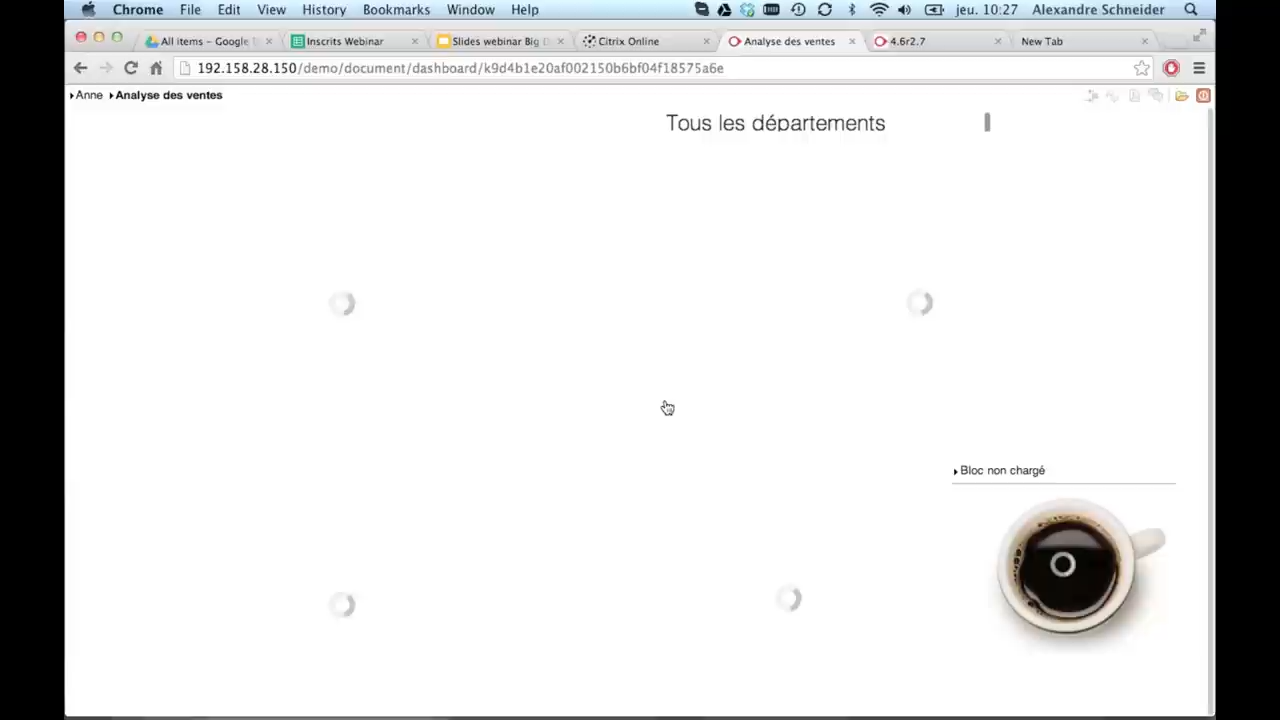 Chrome File Edit View History Bookmarks Window Help jeu. 10:27 Alexandre Schneider
All items - Google Inscrits Webinar Slides webinar Big Citrix Online Analyse des ventes 4.6r2.7 New Tab
192.158.28.150/demo/document/dashboard/k9d4b1e20af002150b6bf04f18575a6e
Anne Analyse des ventes
Tous les départements
Bloc non chargé